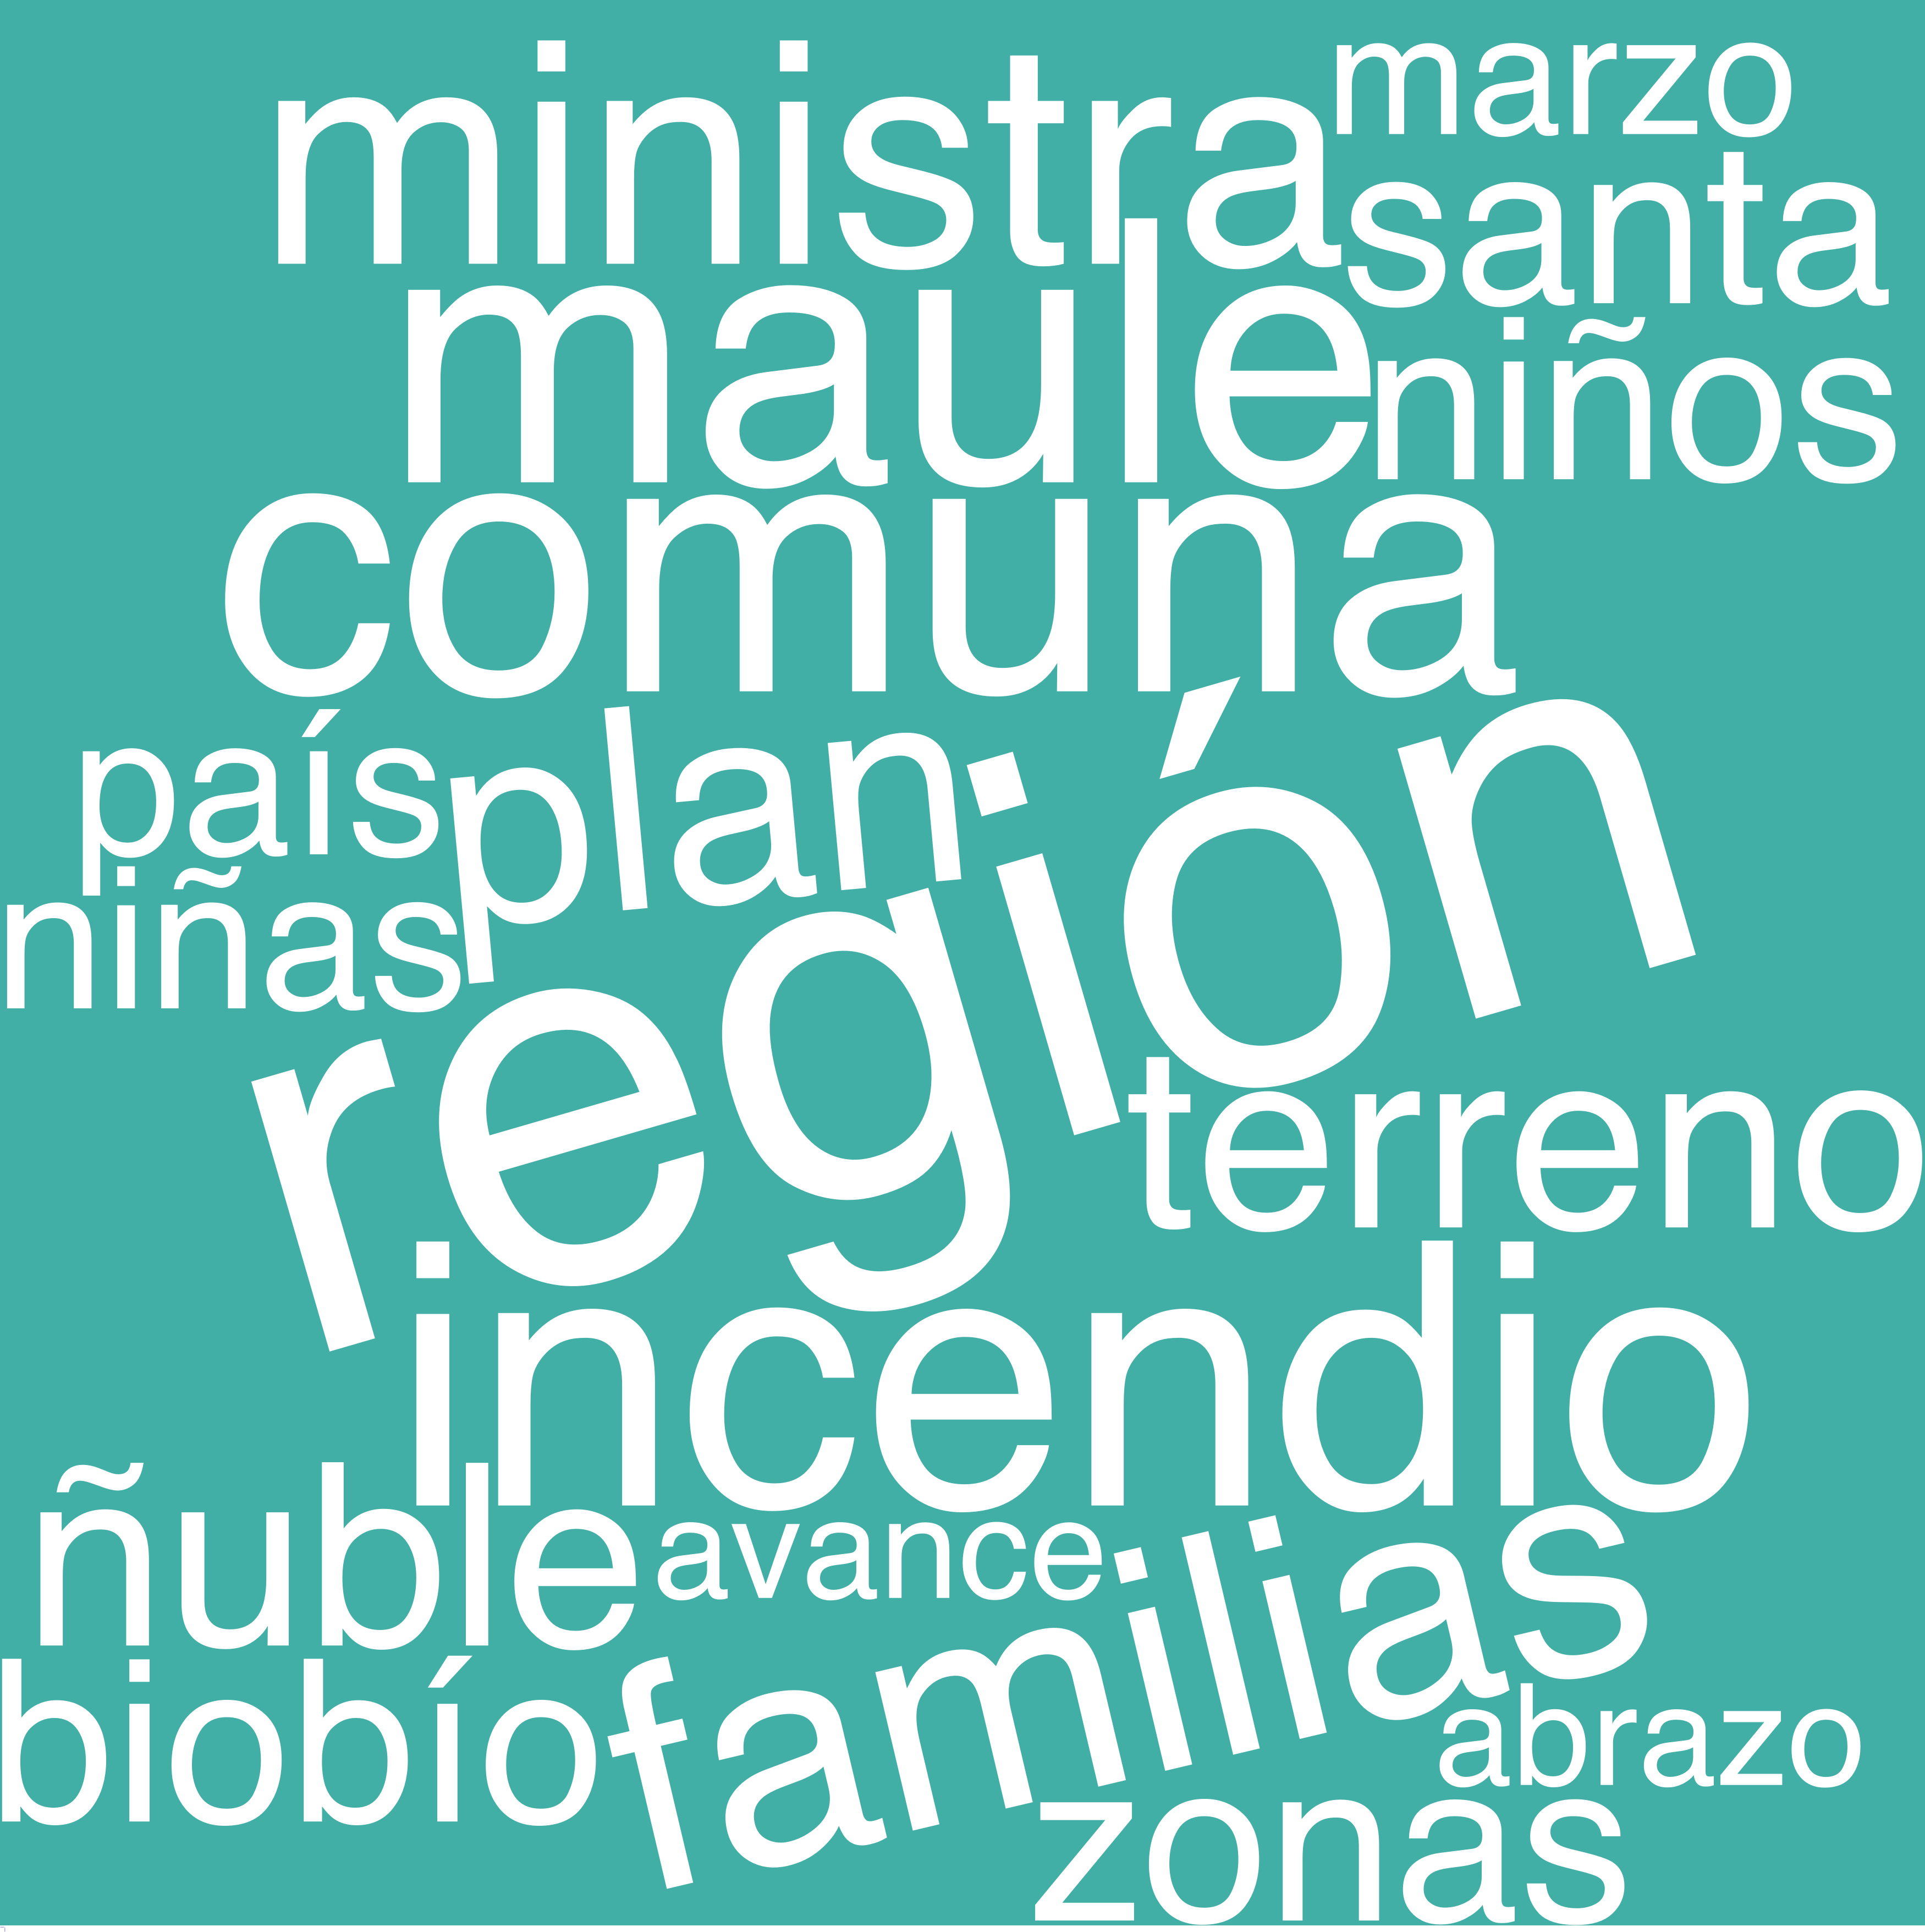 ministra
marzo
santa
maule
niños
comuna
país
plan
región
niñas
terreno
incendio
ñuble
avance
familias
biobío
abrazo
zonas